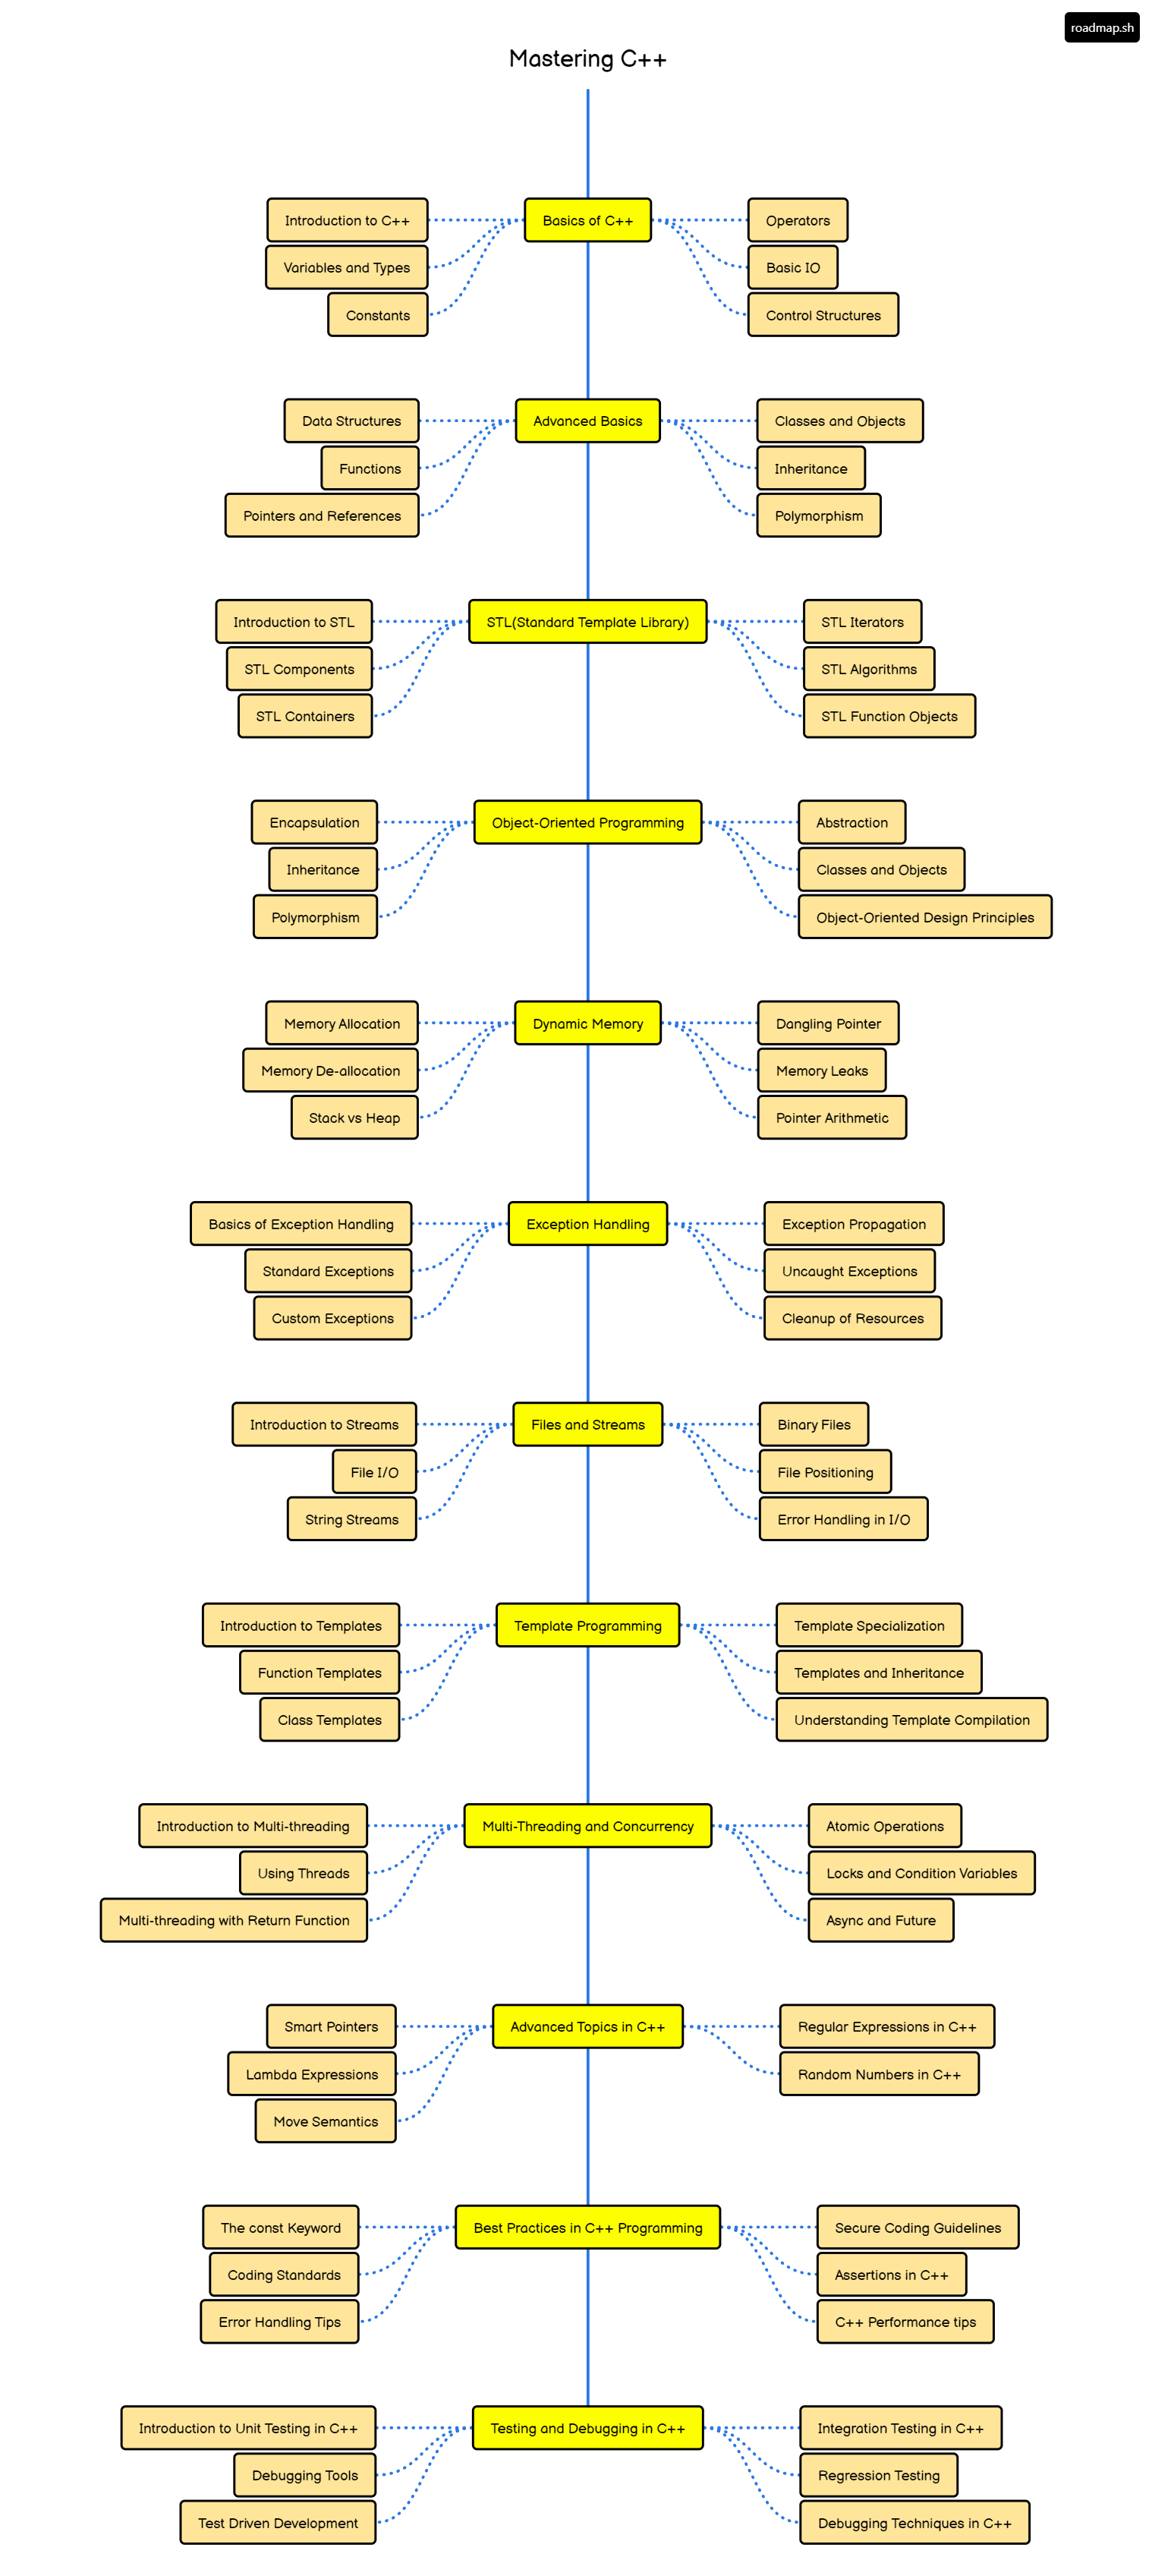 roadmap.sh
Mastering C++
Basics of C++
Introduction to C++
Variables and Types
Constants
Operators
Basic IO
Control Structures
Advanced Basics
Data Structures
Functions
Pointers and References
Classes and Objects
Inheritance
Polymorphism
STL(Standard Template Library)
Introduction to STL
STL Components
STL Containers
STL Iterators
STL Algorithms
STL Function Objects
Object-Oriented Programming
Encapsulation
Inheritance
Polymorphism
Abstraction
Classes and Objects
Object-Oriented Design Principles
Dynamic Memory
Memory Allocation
Memory De-allocation
Stack vs Heap
Dangling Pointer
Memory Leaks
Pointer Arithmetic
Exception Handling
Basics of Exception Handling
Standard Exceptions
Custom Exceptions
Exception Propagation
Uncaught Exceptions
Cleanup of Resources
Files and Streams
Introduction to Streams
File I/O
String Streams
Binary Files
File Positioning
Error Handling in I/O
Template Programming
Introduction to Templates
Function Templates
Class Templates
Template Specialization
Templates and Inheritance
Understanding Template Compilation
Multi-Threading and Concurrency
Introduction to Multi-threading
Using Threads
Multi-threading with Return Function
Atomic Operations
Locks and Condition Variables
Async and Future
Advanced Topics in C++
Smart Pointers
Lambda Expressions
Move Semantics
Regular Expressions in C++
Random Numbers in C++
Best Practices in C++ Programming
The const Keyword
Coding Standards
Error Handling Tips
Secure Coding Guidelines
Assertions in C++
C++ Performance tips
Testing and Debugging in C++
Introduction to Unit Testing in C++
Debugging Tools
Test Driven Development
Integration Testing in C++
Regression Testing
Debugging Techniques in C++